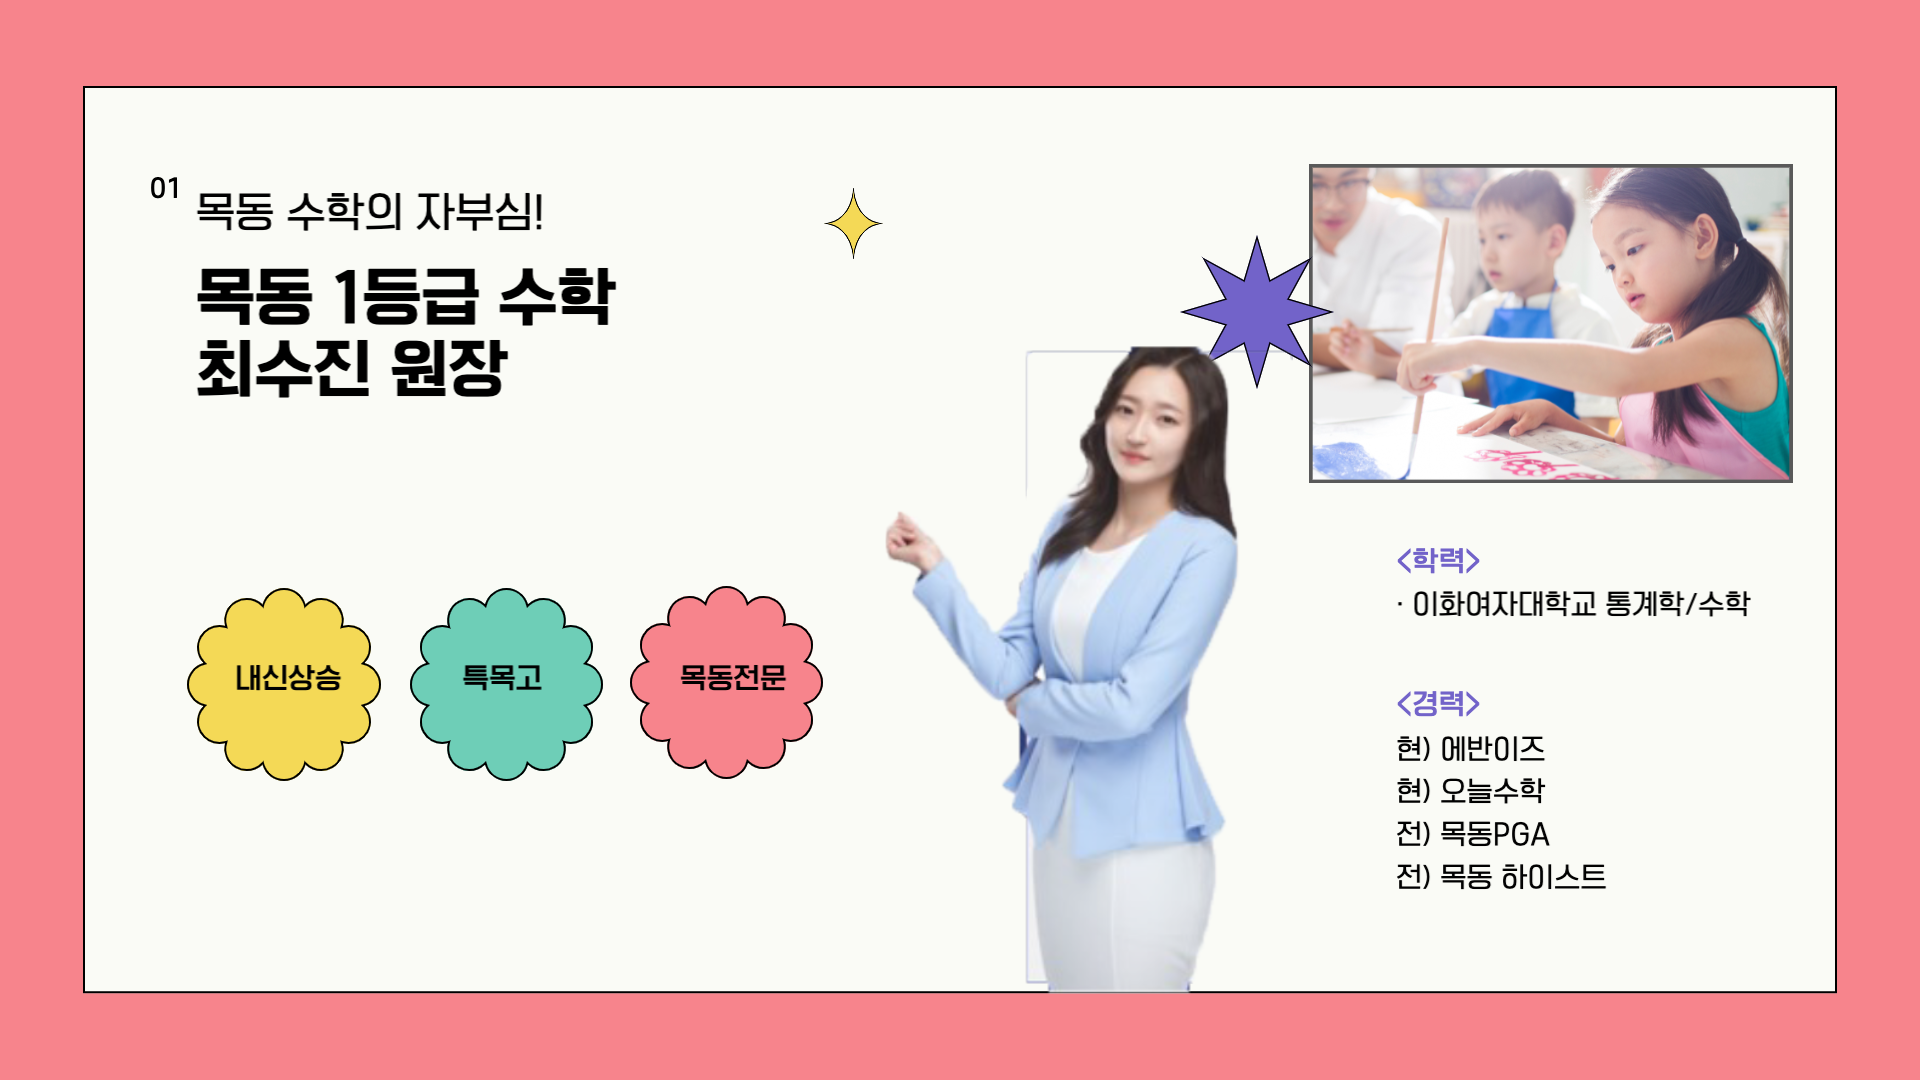 01
목동 수학의 자부심!
목동 1등급 수학
최수진 원장
내신상승
특목고
목동전문
<학력>
· 이화여자대학교 통계학/수학
<경력>
현) 에반이즈
현) 오늘수학
전) 목동PGA
전) 목동 하이스트